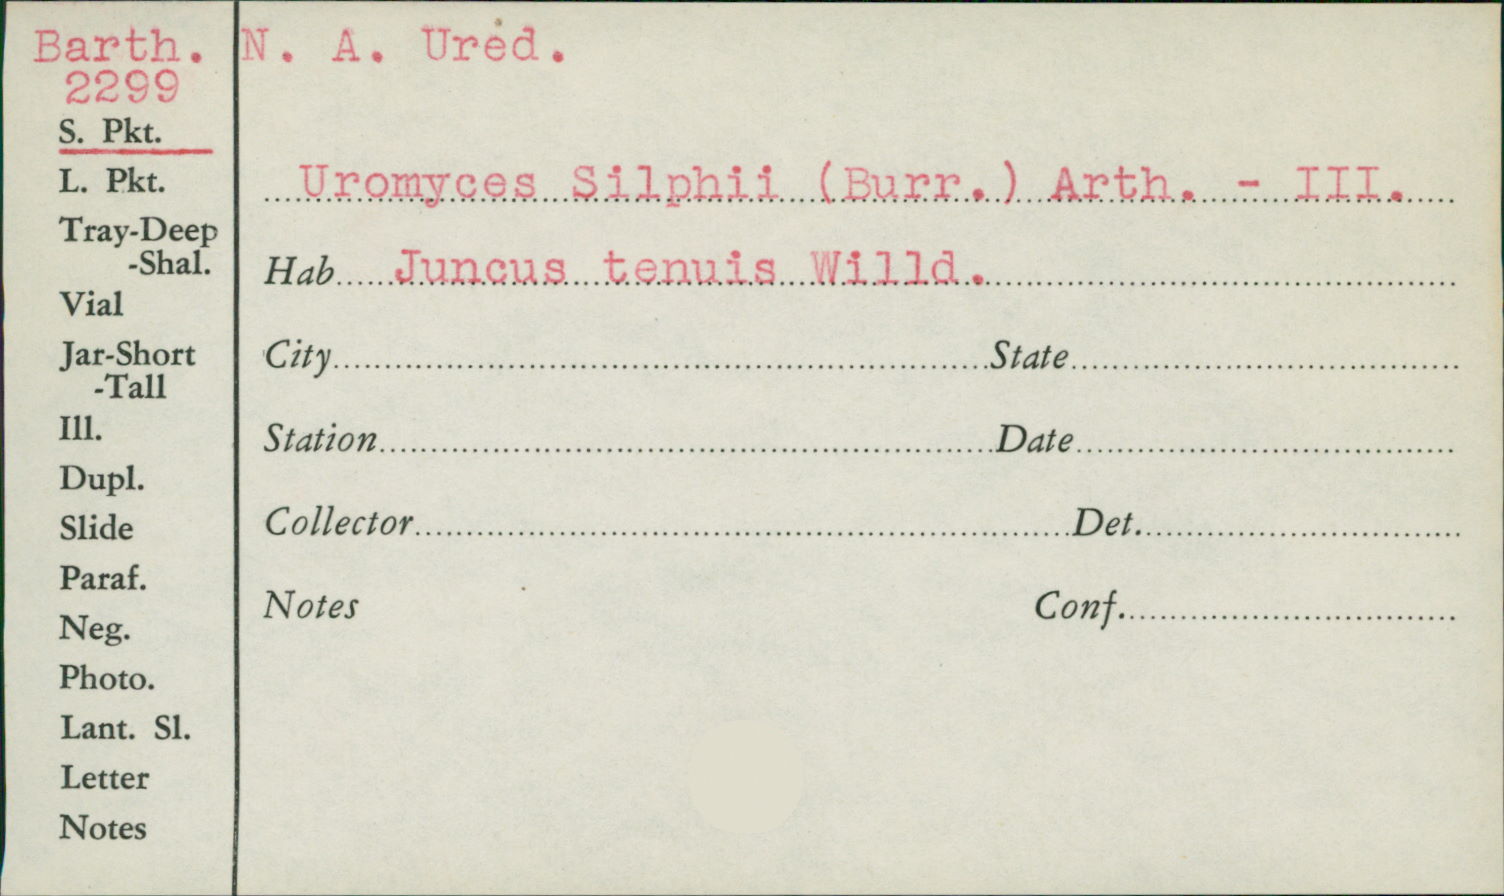 Barth. N. A. Ured.
2299
S. Pkt.
L. Pkt.
Tray-Deep
-Shal.
Vial
Jar-Short
-Tall
Ill.
Dupl.
Slide
Paraf.
Neg.
Photo.
Lant. Sl.
Letter
Notes
Uromyces Silphii (Burr.) Arth. - III.
Hab Juncus tenuis Willd.
City State
Station Date
Collector Det.
Notes Conf.